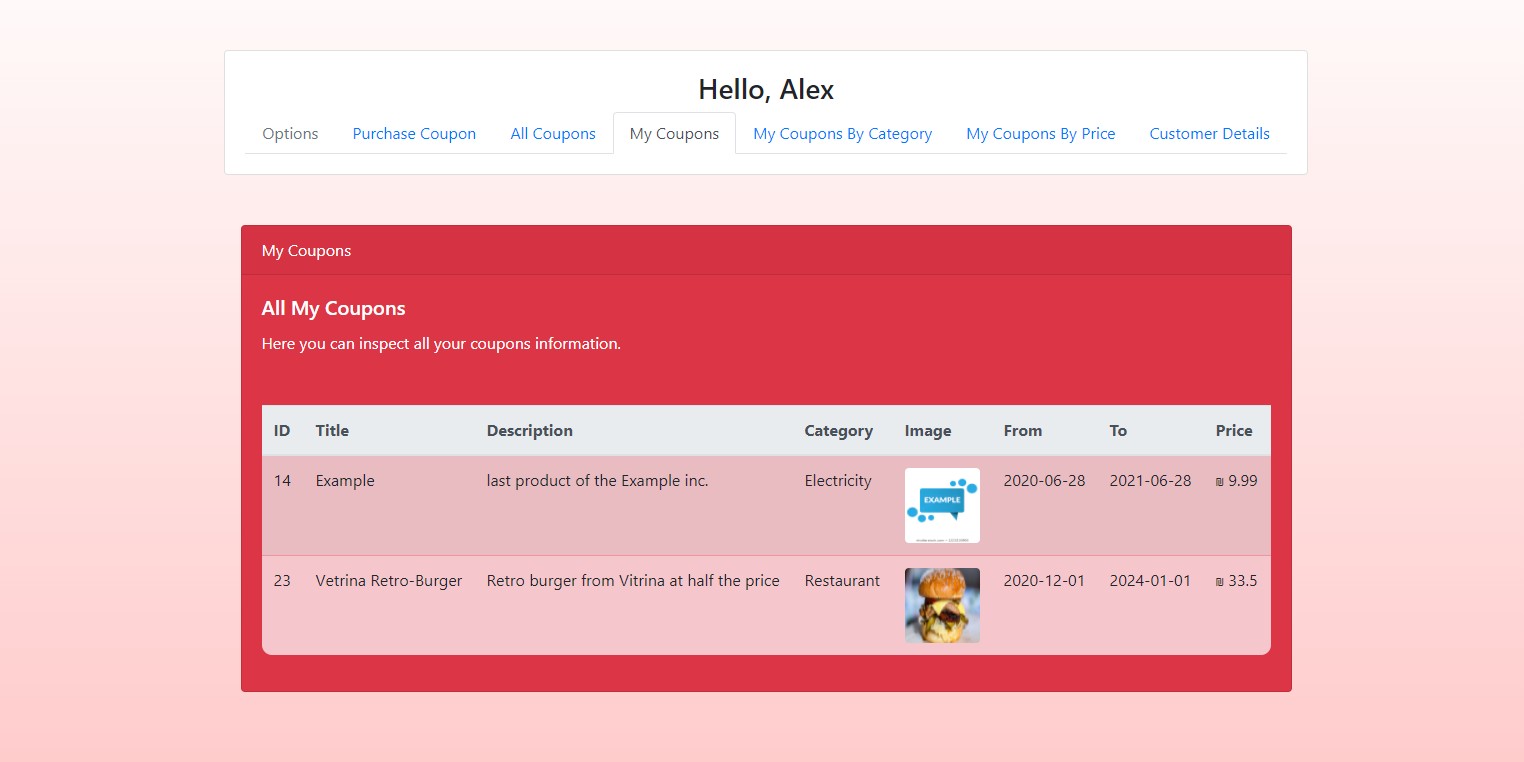 Hello, Alex
Options Purchase Coupon All Coupons My Coupons My Coupons By Category My Coupons By Price Customer Details
My Coupons
All My Coupons
Here you can inspect all your coupons information.
ID Title Description Category Image From To Price
14 Example last product of the Example inc. Electricity 2020-06-28 2021-06-28 ₪ 9.99
EXAMPLE
23 Vetrina Retro-Burger Retro burger from Vitrina at half the price Restaurant 2020-12-01 2024-01-01 ₪ 33.5